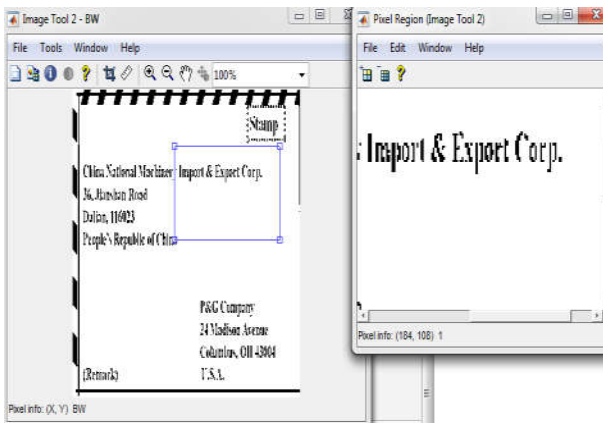 Image Tool 2 - BW
File Tools Window Help
100%
Stamp
China National Machinery Import & Export Corp.
36, Jianshan Road
Dalian, 116023
People's Republic of China
P&G Company
24 Madison Avenue
Columbus, OH 43004
(Remark) U.S.A.
Pixel info: (X, Y) BW
Pixel Region (Image Tool 2)
File Edit Window Help
Import & Export Corp.
Pixel info: (184, 108) 1